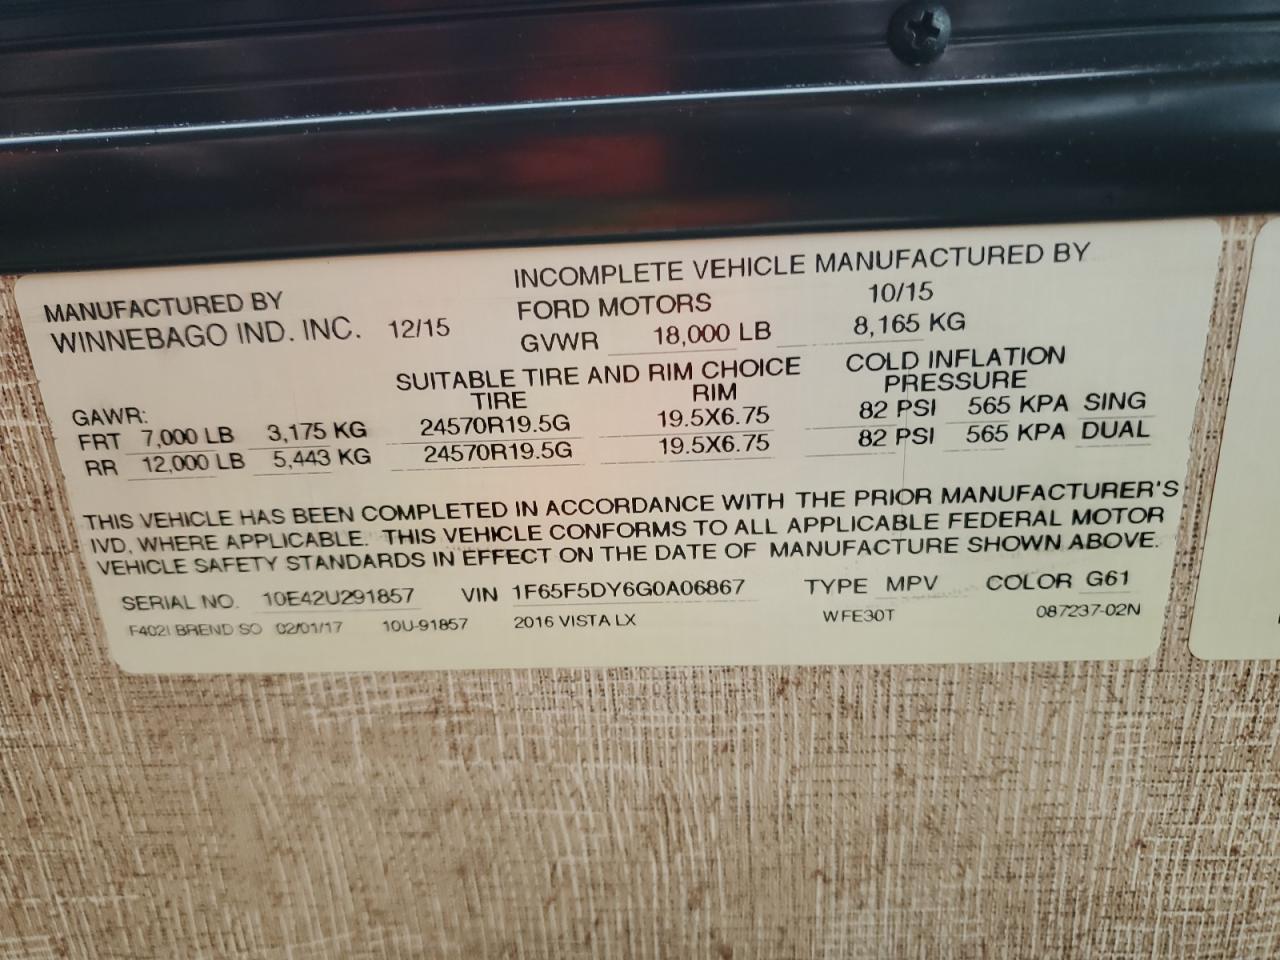 MANUFACTURED BY
WINNEBAGO IND. INC. 12/15
INCOMPLETE VEHICLE MANUFACTURED BY
FORD MOTORS 10/15
GVWR 18,000 LB 8,165 KG
SUITABLE TIRE AND RIM CHOICE COLD INFLATION
TIRE RIM PRESSURE
GAWR:
FRT 7,000 LB 3,175 KG 24570R19.5G 19.5X6.75 82 PSI 565 KPA SING
RR 12,000 LB 5,443 KG 24570R19.5G 19.5X6.75 82 PSI 565 KPA DUAL
THIS VEHICLE HAS BEEN COMPLETED IN ACCORDANCE WITH THE PRIOR MANUFACTURER'S
IVD, WHERE APPLICABLE. THIS VEHICLE CONFORMS TO ALL APPLICABLE FEDERAL MOTOR
VEHICLE SAFETY STANDARDS IN EFFECT ON THE DATE OF MANUFACTURE SHOWN ABOVE.
SERIAL NO. 10E42U291857 VIN 1F65F5DY6G0A06867 TYPE MPV COLOR G61
F402I BREND SO 02/01/17 10U-91857 2016 VISTA LX WFE30T 087237-02N